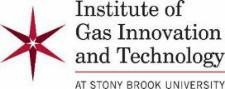 Institute of
Gas Innovation
and Technology
AT STONY BROOK UNIVERSITY